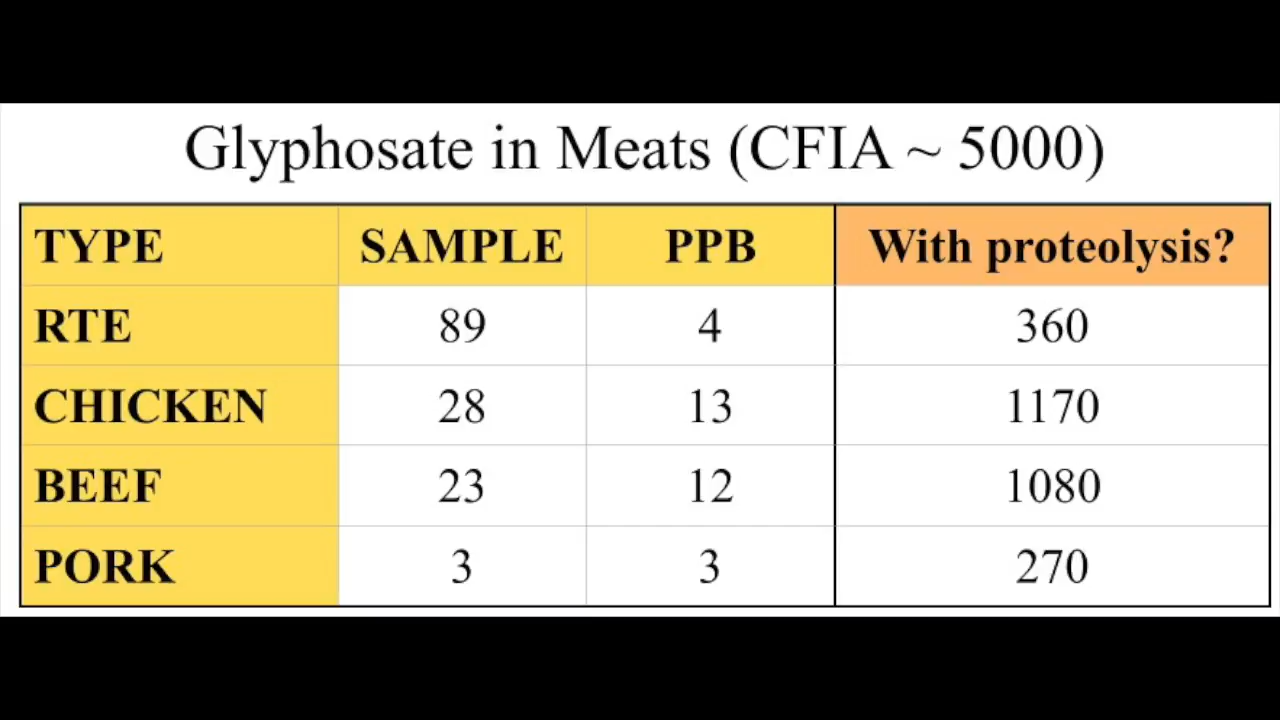 Glyphosate in Meats (CFIA ~ 5000)
TYPE SAMPLE PPB With proteolysis?
RTE 89 4 360
CHICKEN 28 13 1170
BEEF 23 12 1080
PORK 3 3 270